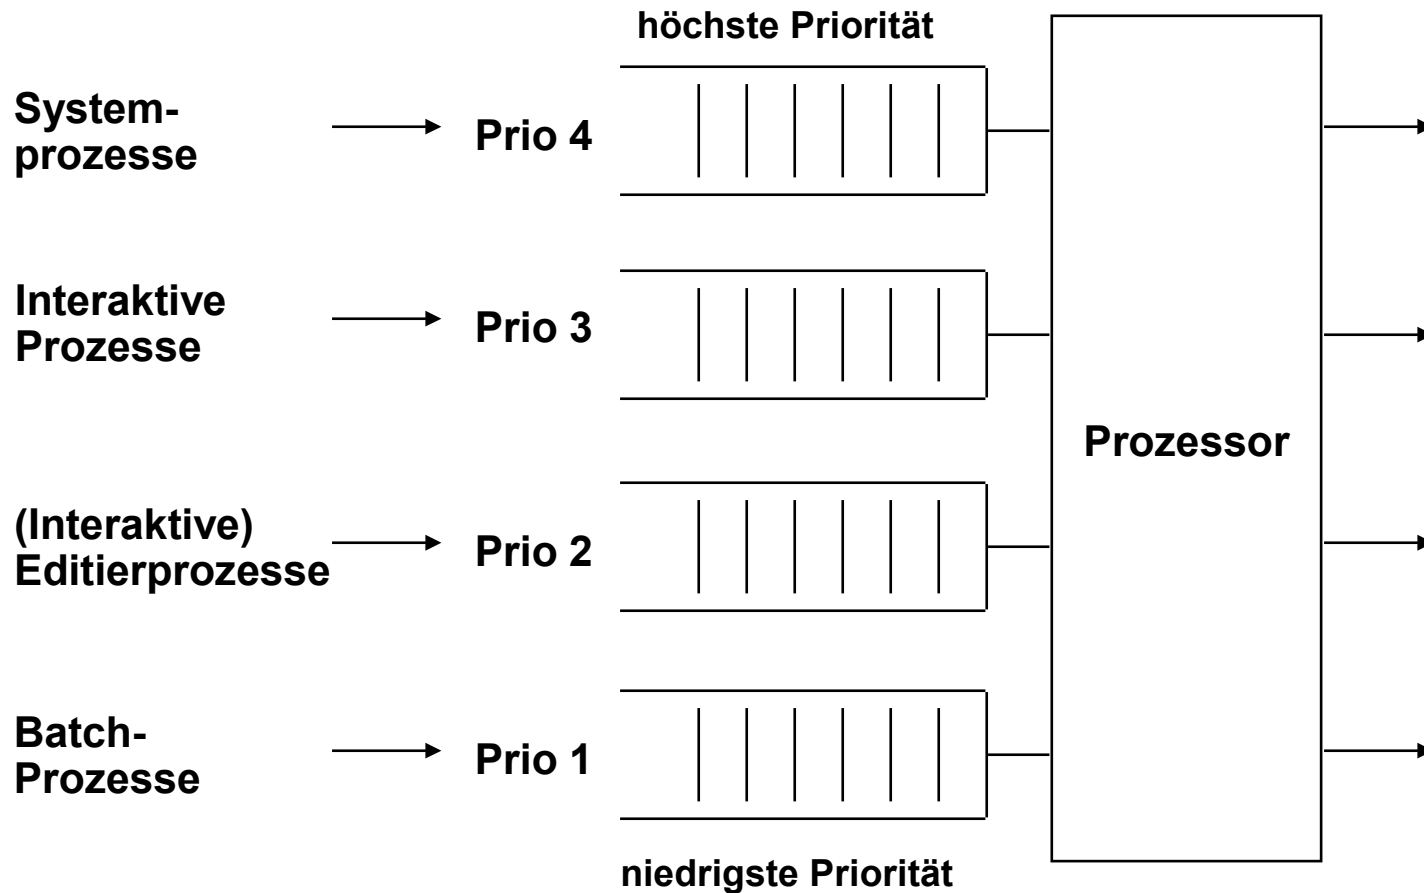 höchste Priorität
System-
prozesse
Prio 4
Interaktive
Prozesse
Prio 3
Prozessor
(Interaktive)
Editierprozesse
Prio 2
Batch-
Prozesse
Prio 1
niedrigste Priorität